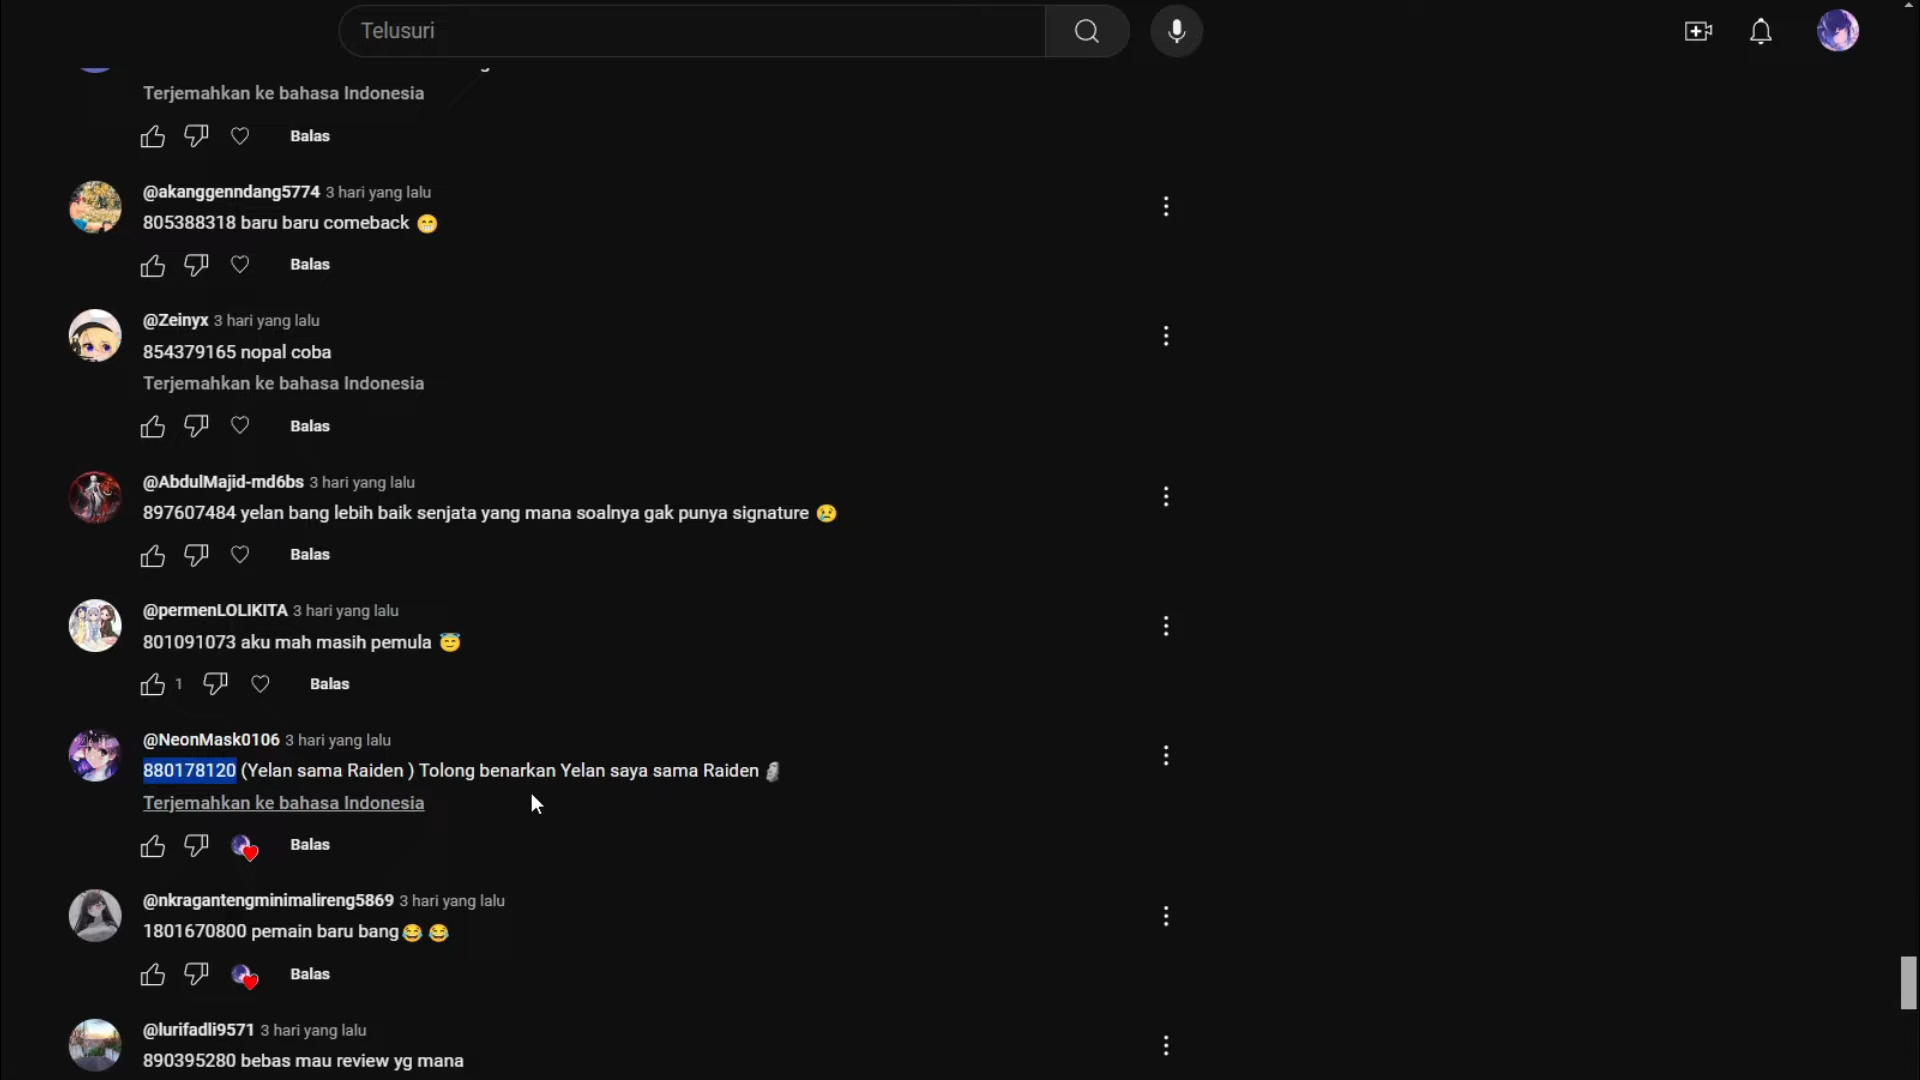 Telusuri
Terjemahkan ke bahasa Indonesia
Balas
@akanggenndang5774 3 hari yang lalu
805388318 baru baru comeback 😁
Balas
@Zeinyx 3 hari yang lalu
854379165 nopal coba
Terjemahkan ke bahasa Indonesia
Balas
@AbdulMajid-md6bs 3 hari yang lalu
897607484 yelan bang lebih baik senjata yang mana soalnya gak punya signature 😢
Balas
@permenLOLIKITA 3 hari yang lalu
801091073 aku mah masih pemula 😇
1 Balas
@NeonMask0106 3 hari yang lalu
880178120 (Yelan sama Raiden ) Tolong benarkan Yelan saya sama Raiden 🗿
Terjemahkan ke bahasa Indonesia
Balas
@nkragantengminimalireng5869 3 hari yang lalu
1801670800 pemain baru bang😂 😂
Balas
@lurifadli9571 3 hari yang lalu
890395280 bebas mau review yg mana